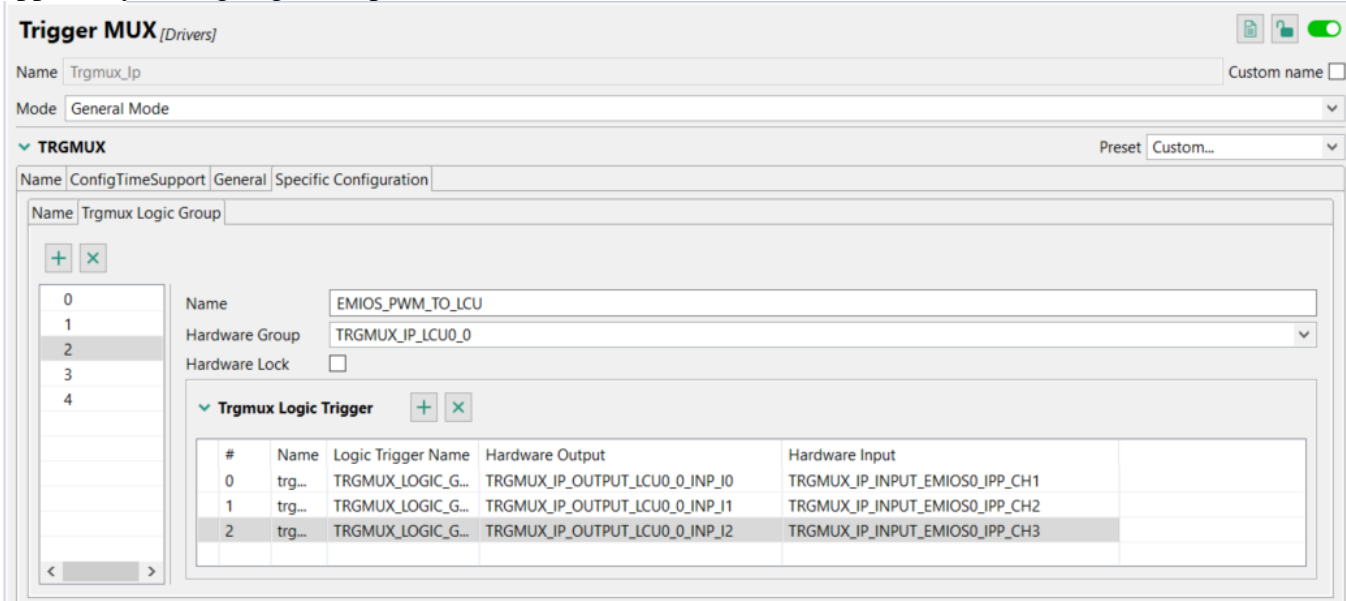 Trigger MUX [Drivers]
Name Trgmux_Ip Custom name
Mode General Mode
TRGMUX Preset Custom...
Name ConfigTimeSupport General Specific Configuration
Name Trgmux Logic Group
0
1
2
3
4
Name EMIOS_PWM_TO_LCU
Hardware Group TRGMUX_IP_LCU0_0
Hardware Lock
Trgmux Logic Trigger
# Name Logic Trigger Name Hardware Output Hardware Input
0 trg... TRGMUX_LOGIC_G... TRGMUX_IP_OUTPUT_LCU0_0_INP_I0 TRGMUX_IP_INPUT_EMIOS0_IPP_CH1
1 trg... TRGMUX_LOGIC_G... TRGMUX_IP_OUTPUT_LCU0_0_INP_I1 TRGMUX_IP_INPUT_EMIOS0_IPP_CH2
2 trg... TRGMUX_LOGIC_G... TRGMUX_IP_OUTPUT_LCU0_0_INP_I2 TRGMUX_IP_INPUT_EMIOS0_IPP_CH3